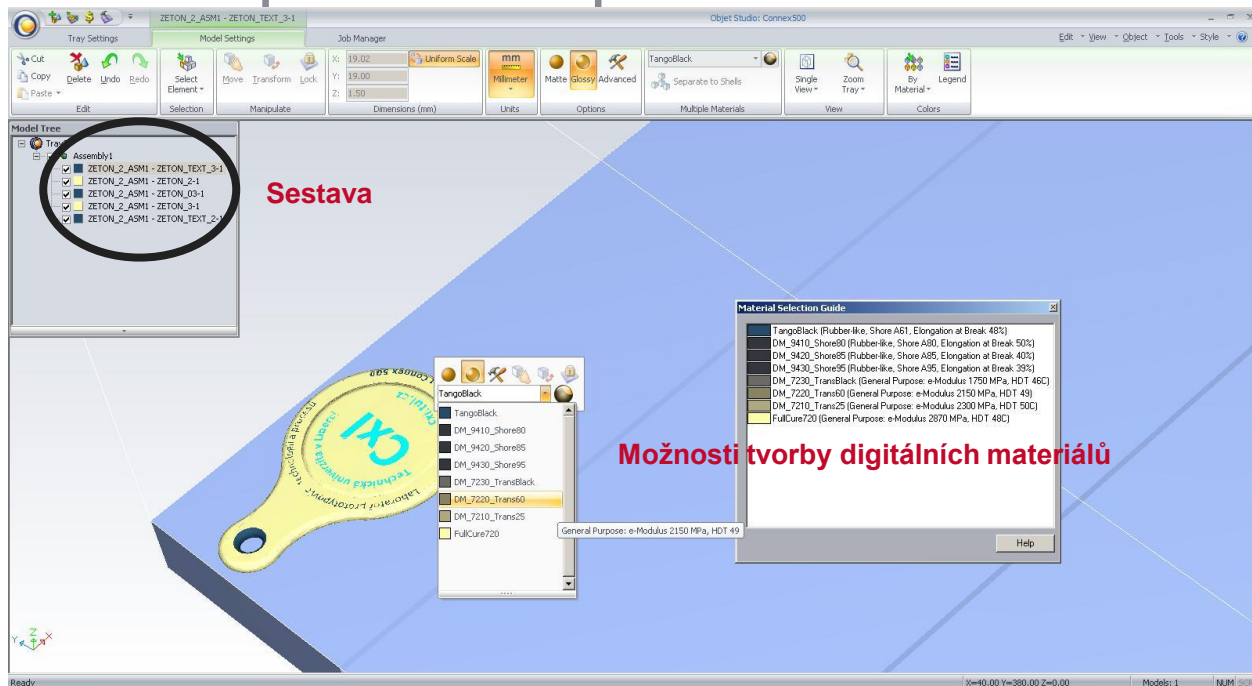 ZETON_2_ASM1 - ZETON_TEXT_3-1
Objet Studio: Connex500
Tray Settings
Model Settings
Job Manager
Edit
View
Object
Tools
Style
Cut
Copy
Paste
Delete
Undo
Redo
Edit
Select Element
Selection
Move
Transform
Lock
Manipulate
X: 19.02
Y: 19.00
Z: 1.50
Uniform Scale
Dimensions (mm)
mm
Millimeter
Units
Matte
Glossy
Advanced
Options
TangoBlack
Separate to Shells
Multiple Materials
Single View
Zoom Tray
View
By Material
Legend
Colors
Model Tree
Assembly1
ZETON_2_ASM1 - ZETON_TEXT_3-1
ZETON_2_ASM1 - ZETON_2-1
ZETON_2_ASM1 - ZETON_03-1
ZETON_2_ASM1 - ZETON_3-1
ZETON_2_ASM1 - ZETON_TEXT_2-1
Sestava
CXI
cxi.tul.cz
Technická univerzita v Liberci
TangoBlack
TangoBlack
DM_9410_Shore80
DM_9420_Shore85
DM_9430_Shore95
DM_7230_TransBlack
DM_7220_Trans60
DM_7210_Trans25
FullCure720
General Purpose: e-Modulus 2150 MPa, HDT 49
Material Selection Guide
TangoBlack (Rubber-like, Shore A61, Elongation at Break 48%)
DM_9410_Shore80 (Rubber-like, Shore A80, Elongation at Break 50%)
DM_9420_Shore85 (Rubber-like, Shore A85, Elongation at Break 40%)
DM_9430_Shore95 (Rubber-like, Shore A95, Elongation at Break 39%)
DM_7230_TransBlack (General Purpose: e-Modulus 1750 MPa, HDT 46C)
DM_7220_Trans60 (General Purpose: e-Modulus 2150 MPa, HDT 49)
DM_7210_Trans25 (General Purpose: e-Modulus 2300 MPa, HDT 50C)
FullCure720 (General Purpose: e-Modulus 2870 MPa, HDT 48C)
Možnosti tvorby digitálních materiálů
Help
Z
Y
X
Ready
X=40.00 Y=380.00 Z=0.00
Models: 1
NUM